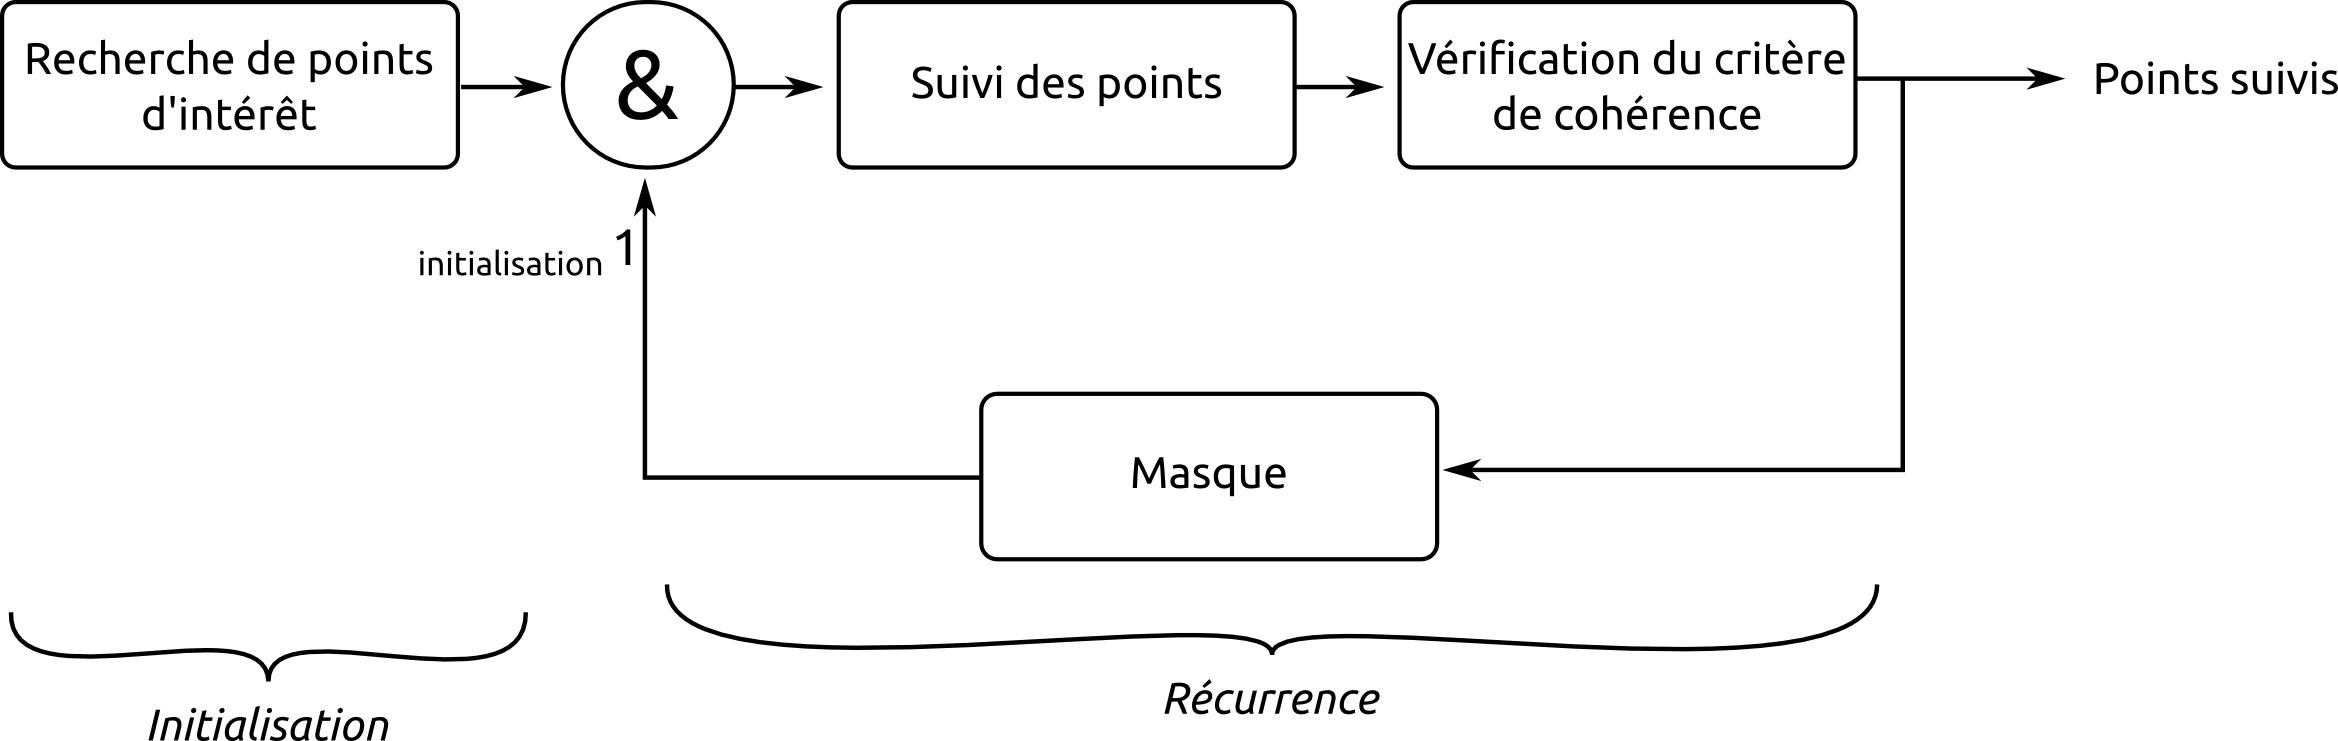 Recherche de points
d'intérêt
&
Suivi des points
Vérification du critère
de cohérence
Points suivis
initialisation 1
Masque
Initialisation
Récurrence